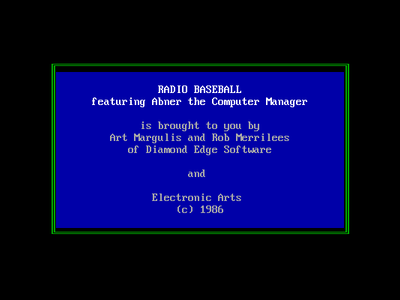 RADIO BASEBALL
featuring Abner the Computer Manager
is brought to you by
Art Margulis and Rob Merrilees
of Diamond Edge Software
and
Electronic Arts
(c) 1986